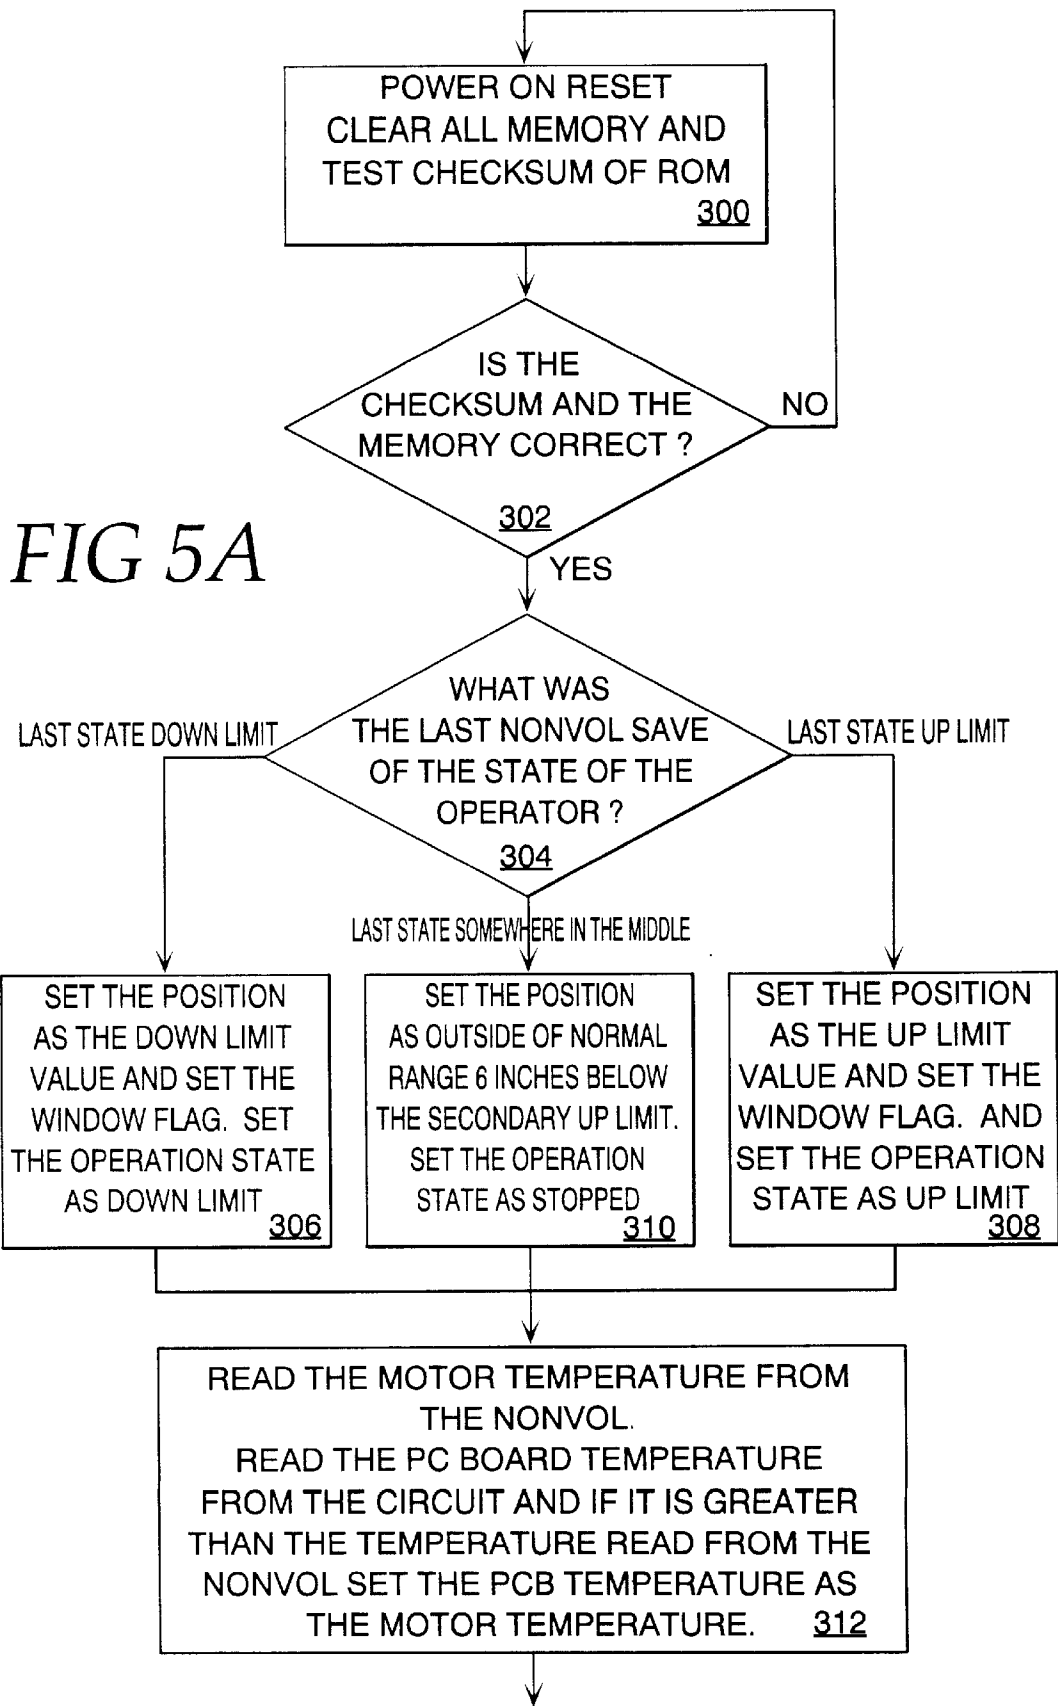 POWER ON RESET
CLEAR ALL MEMORY AND
TEST CHECKSUM OF ROM
300
IS THE
CHECKSUM AND THE
MEMORY CORRECT ?
302
NO
YES
FIG 5A
WHAT WAS
THE LAST NONVOL SAVE
OF THE STATE OF THE
OPERATOR ?
304
LAST STATE DOWN LIMIT
LAST STATE UP LIMIT
LAST STATE SOMEWHERE IN THE MIDDLE
SET THE POSITION
AS THE DOWN LIMIT
VALUE AND SET THE
WINDOW FLAG. SET
THE OPERATION STATE
AS DOWN LIMIT
306
SET THE POSITION
AS OUTSIDE OF NORMAL
RANGE 6 INCHES BELOW
THE SECONDARY UP LIMIT.
SET THE OPERATION
STATE AS STOPPED
310
SET THE POSITION
AS THE UP LIMIT
VALUE AND SET THE
WINDOW FLAG. AND
SET THE OPERATION
STATE AS UP LIMIT
308
READ THE MOTOR TEMPERATURE FROM
THE NONVOL.
READ THE PC BOARD TEMPERATURE
FROM THE CIRCUIT AND IF IT IS GREATER
THAN THE TEMPERATURE READ FROM THE
NONVOL SET THE PCB TEMPERATURE AS
THE MOTOR TEMPERATURE. 312